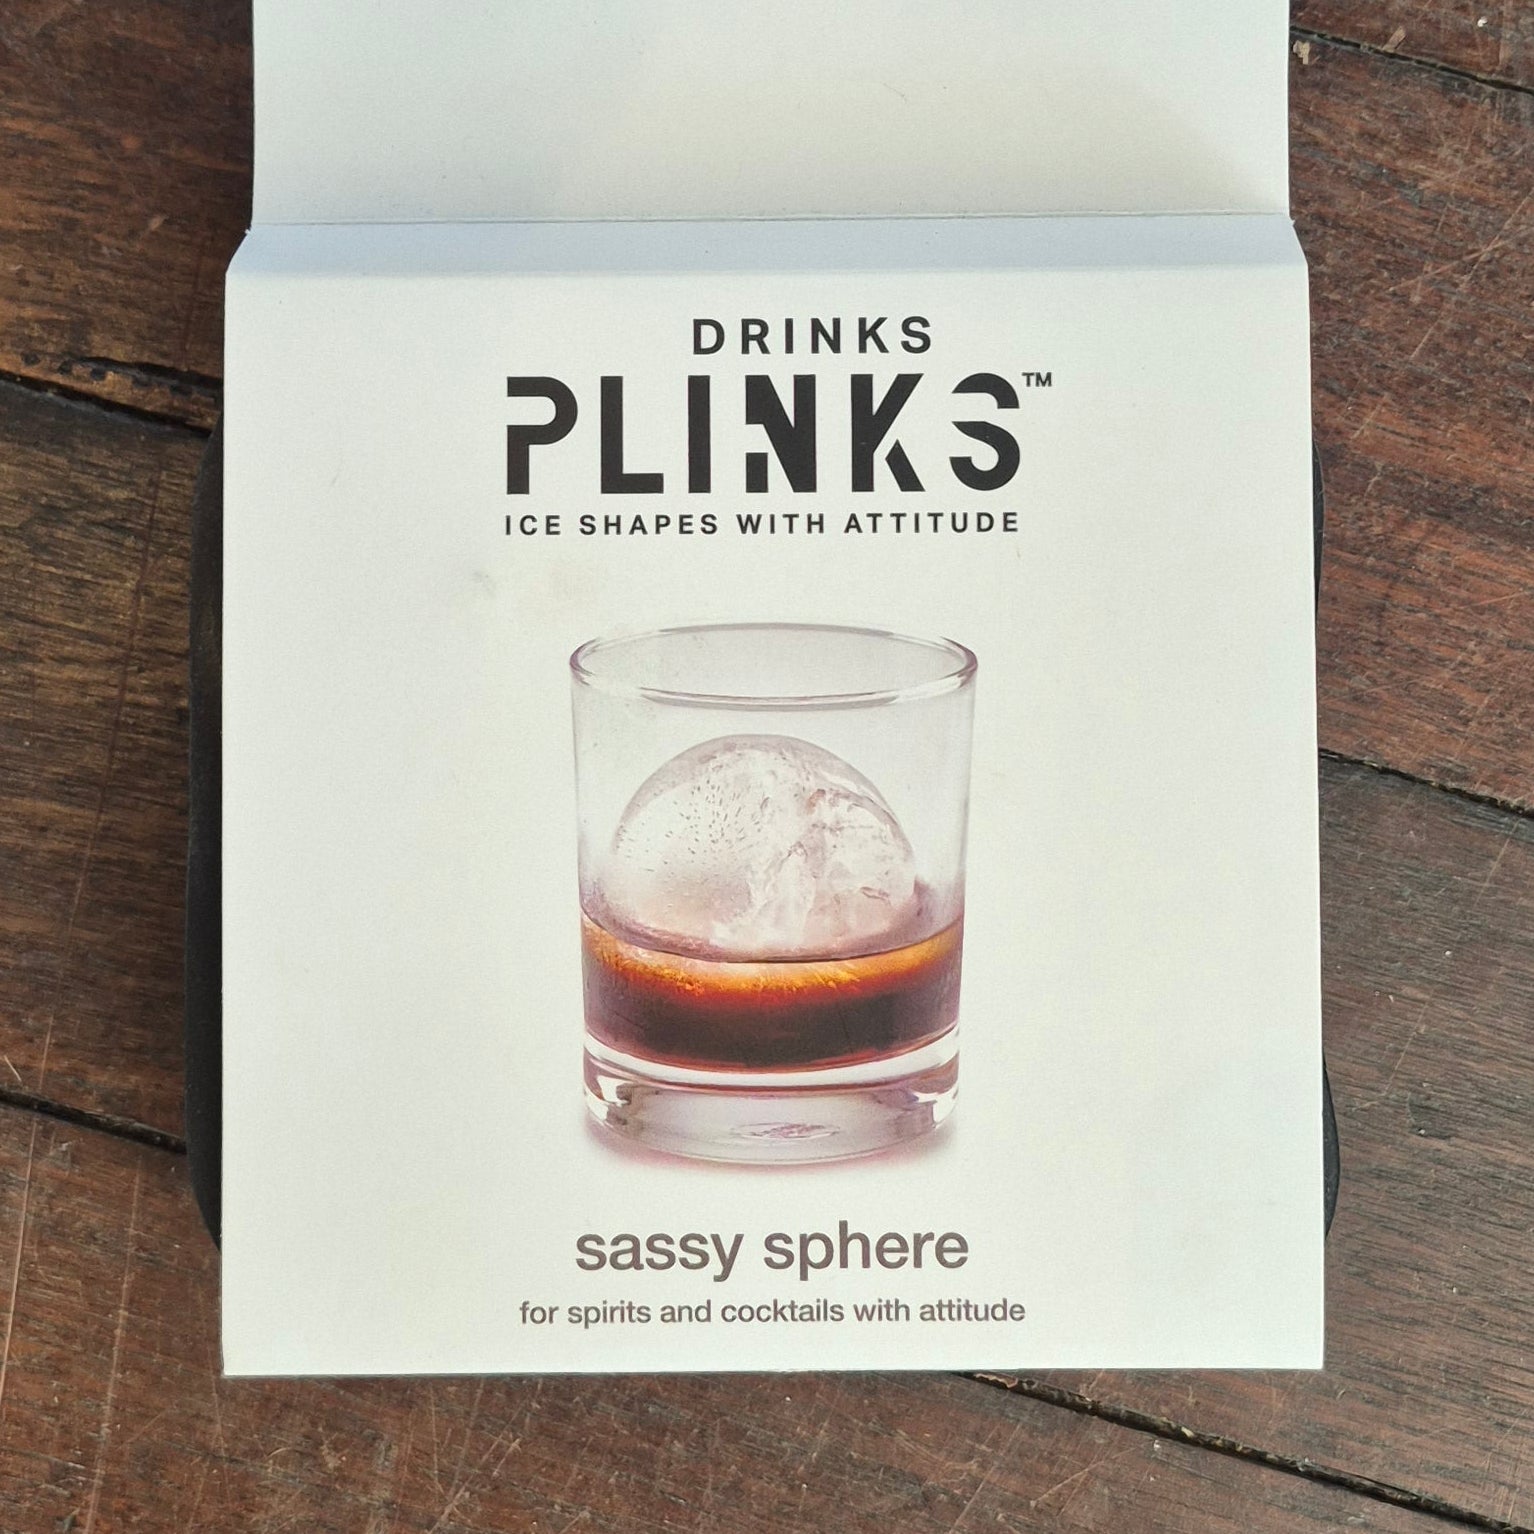 DRINKS
PLINKS™
ICE SHAPES WITH ATTITUDE
sassy sphere
for spirits and cocktails with attitude